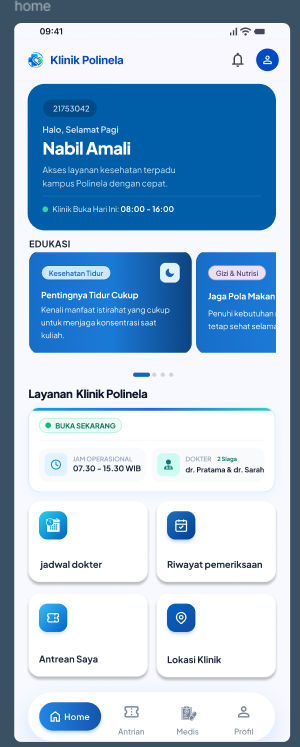 home
09:41
Klinik Polinela
21753042
Halo, Selamat Pagi
Nabil Amali
Akses layanan kesehatan terpadu
kampus Polinela dengan cepat.
Klinik Buka Hari Ini: 08:00 - 16:00
EDUKASI
Kesehatan Tidur
Pentingnya Tidur Cukup
Kenali manfaat istirahat yang cukup
untuk menjaga konsentrasi saat
kuliah.
Gizi & Nutrisi
Jaga Pola Makan
Penuhi kebutuhan
tetap sehat selama
Layanan Klinik Polinela
BUKA SEKARANG
JAM OPERASIONAL
07.30 - 15.30 WIB
DOKTER 2 Siaga
dr. Pratama & dr. Sarah
jadwal dokter
Riwayat pemeriksaan
Antrean Saya
Lokasi Klinik
Home
Antrian
Medis
Profil